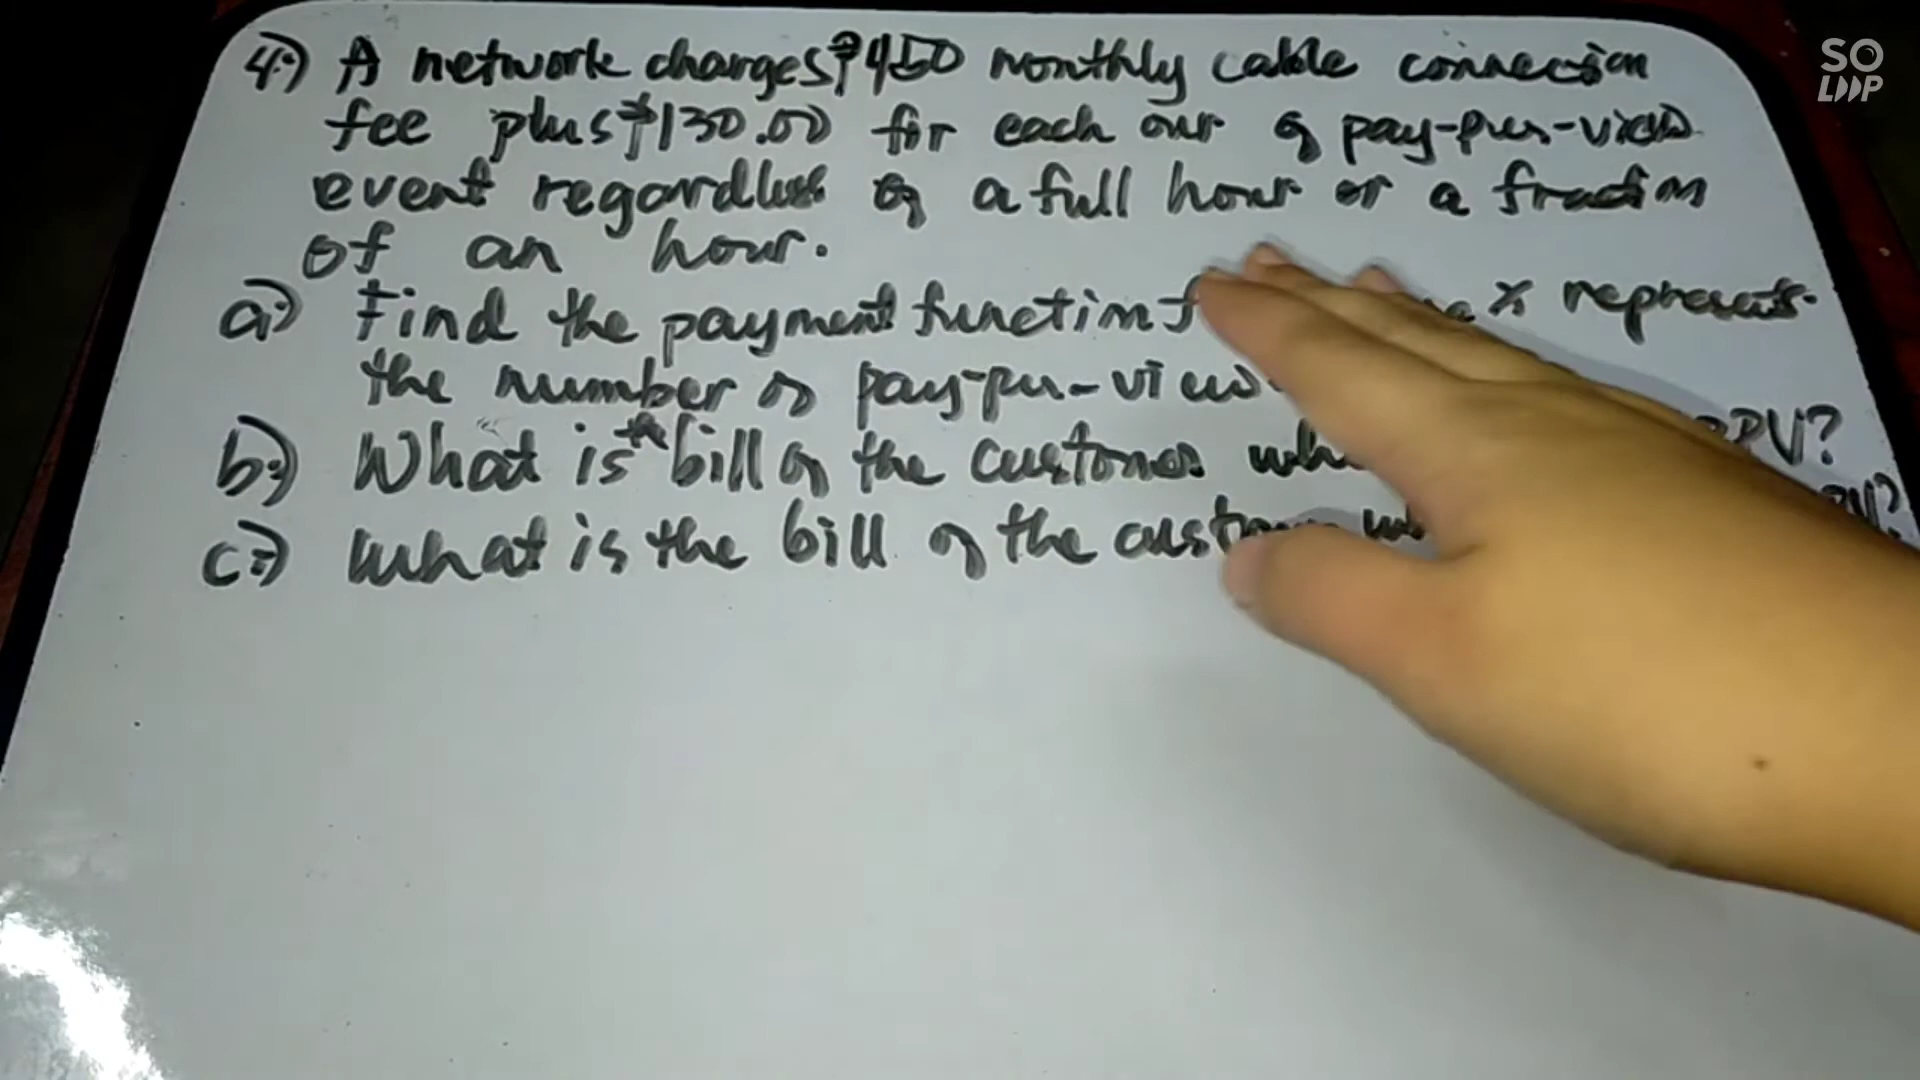 4.) A network charges ₱450 monthly cable connection
fee plus ₱130.00 for each our of pay-per-view
event regardless of a full hour or a fraction
of an hour.
a.) Find the payment function x represents
the number of pay-per-view
b.) What is the bill of the customer PPV?
c.) What is the bill of the
SO
LOOP